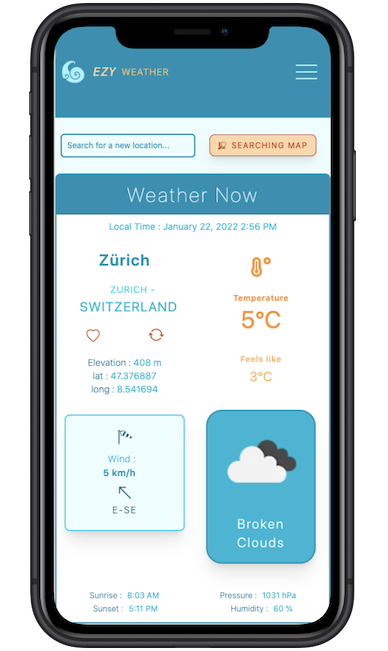 EZY WEATHER
Search for a new location...
SEARCHING MAP
Weather Now
Local Time : January 22, 2022 2:56 PM
Zürich
ZURICH -
SWITZERLAND
Elevation : 408 m
lat : 47.376887
long : 8.541694
Temperature
5°C
Feels like
3°C
Wind :
5 km/h
E-SE
Broken
Clouds
Sunrise : 8:03 AM
Sunset : 5:11 PM
Pressure : 1031 hPa
Humidity : 60 %